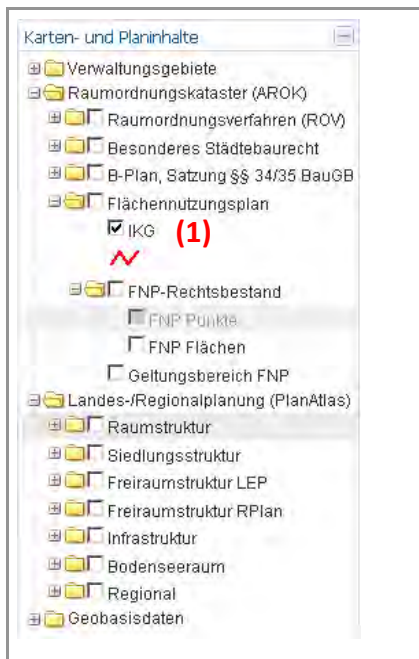 Karten- und Planinhalte
Verwaltungsgebiete
Raumordnungskataster (AROK)
Raumordnungsverfahren (ROV)
Besonderes Städtebaurecht
B-Plan, Satzung §§ 34/35 BauGB
Flächennutzungsplan
IKG (1)
FNP-Rechtsbestand
FNP Punkte
FNP Flächen
Geltungsbereich FNP
Landes-/Regionalplanung (PlanAtlas)
Raumstruktur
Siedlungsstruktur
Freiraumstruktur LEP
Freiraumstruktur RPlan
Infrastruktur
Bodenseeraum
Regional
Geobasisdaten